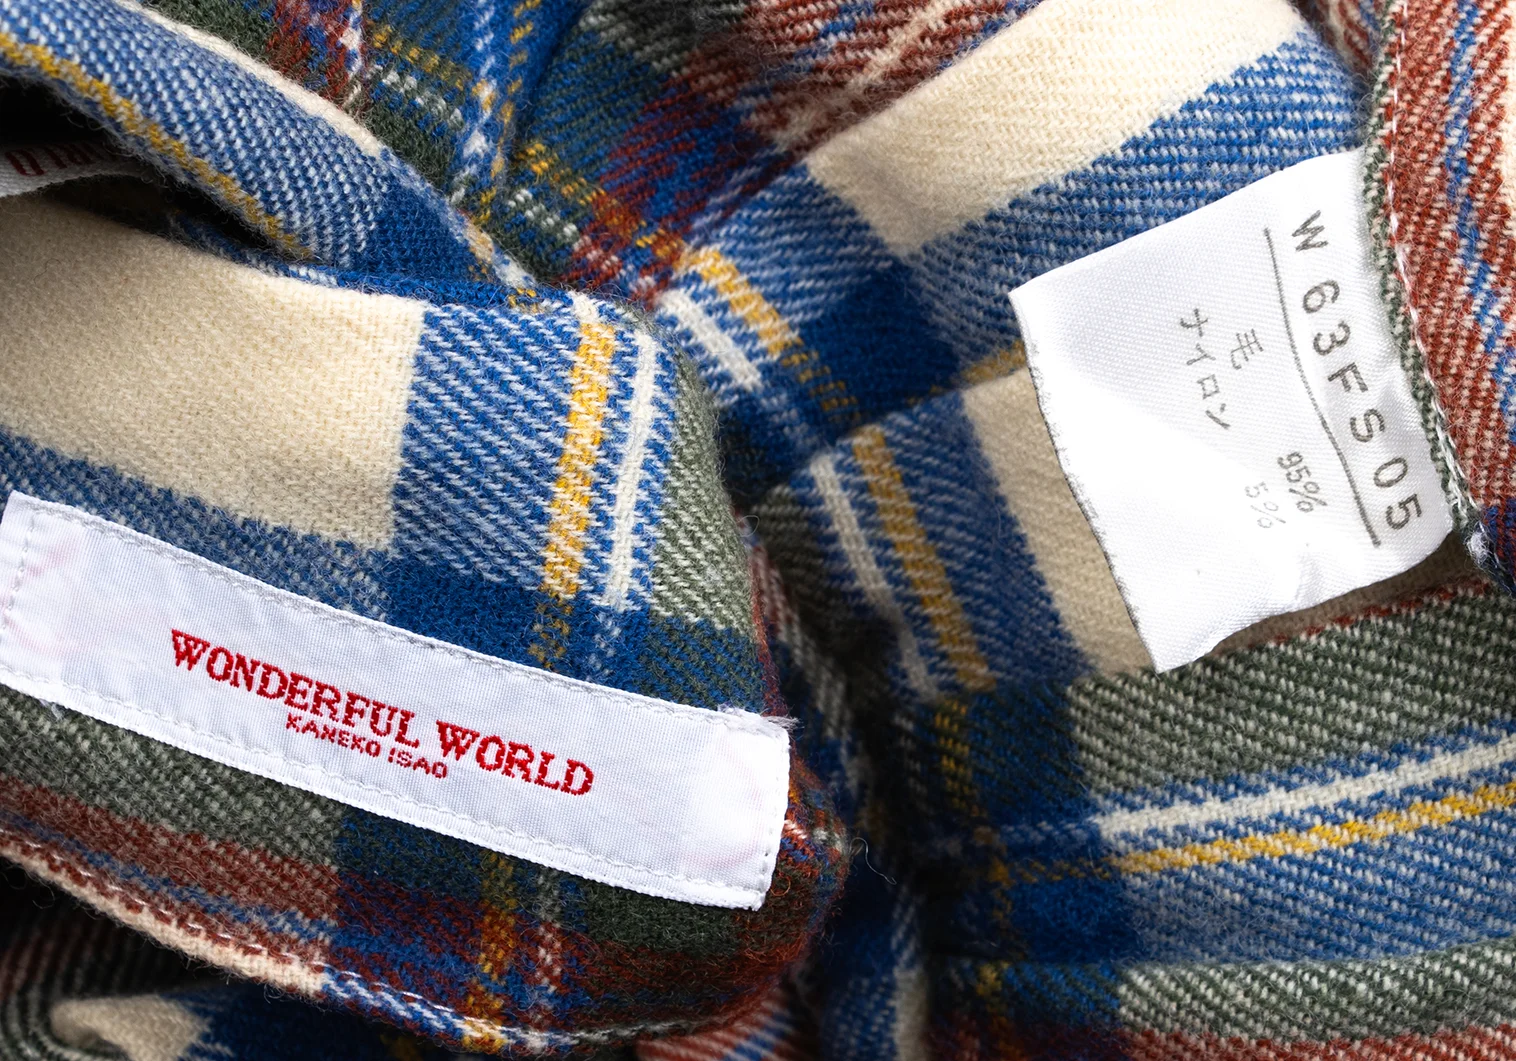 WONDERFUL WORLD
KANEKO ISAO
W63FS05
毛 95%
ナイロン 5%